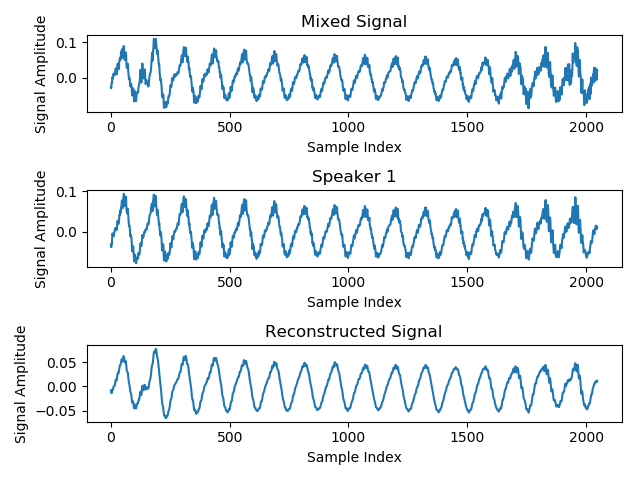 Mixed Signal
Signal Amplitude
0.1
0.0
0 500 1000 1500 2000
Sample Index
Speaker 1
Signal Amplitude
0.1
0.0
0 500 1000 1500 2000
Sample Index
Reconstructed Signal
Signal Amplitude
0.05
0.00
−0.05
0 500 1000 1500 2000
Sample Index